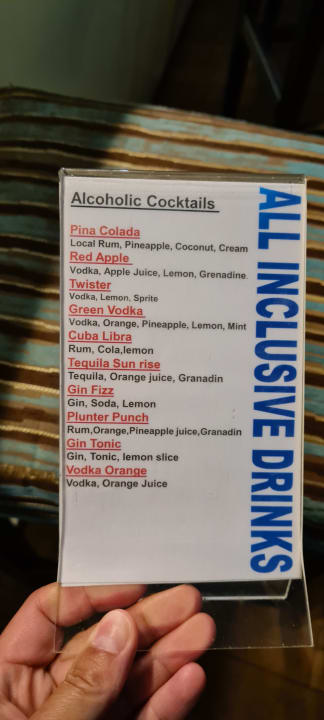 Alcoholic Cocktails
Pina Colada
Local Rum, Pineapple, Coconut, Cream
Red Apple
Vodka, Apple Juice, Lemon, Grenadine.
Twister
Vodka, Lemon, Sprite
Green Vodka
Vodka, Orange, Pineapple, Lemon, Mint
Cuba Libra
Rum, Cola,lemon
Tequila Sun rise
Tequila, Orange juice, Granadin
Gin Fizz
Gin, Soda, Lemon
Plunter Punch
Rum,Orange,Pineapple juice,Granadin
Gin Tonic
Gin, Tonic, lemon slice
Vodka Orange
Vodka, Orange Juice
ALL INCLUSIVE DRINKS